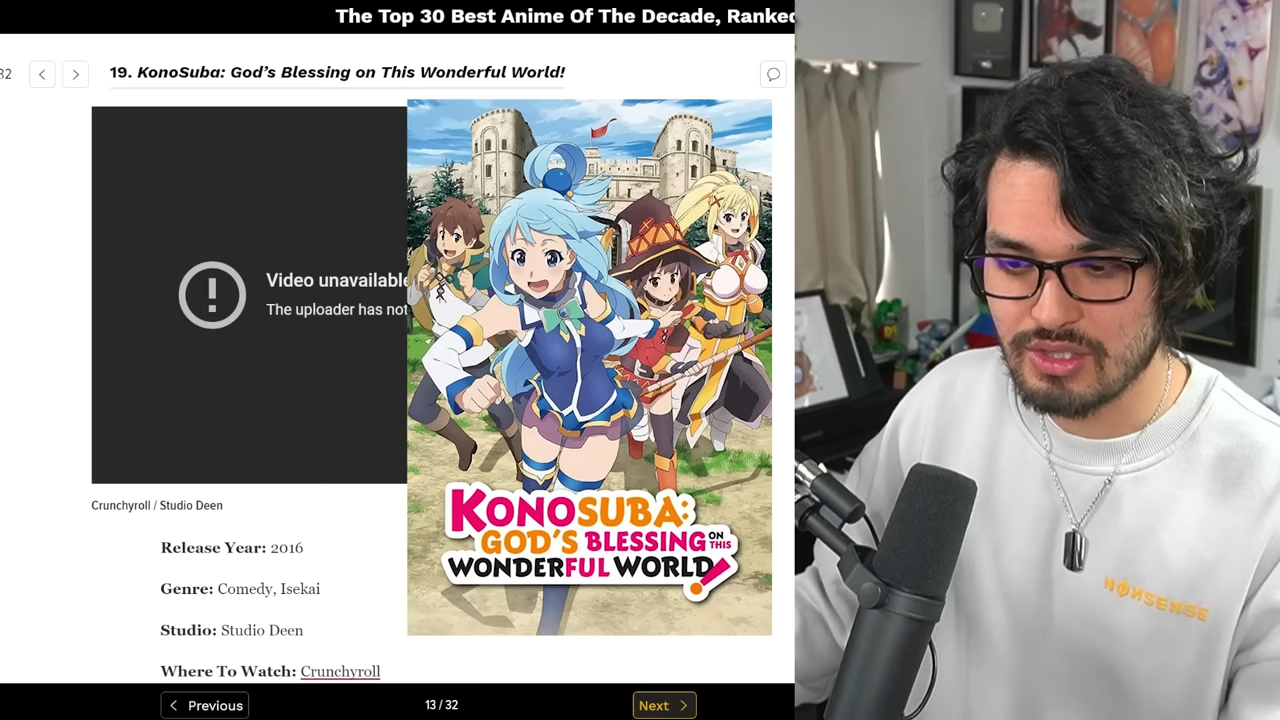 The Top 30 Best Anime Of The Decade, Ranked
32
19. KonoSuba: God’s Blessing on This Wonderful World!
Video unavailable
The uploader has not
KONOSUBA:
GOD'S BLESSING ON THIS
WONDERFUL WORLD!
Crunchyroll / Studio Deen
Release Year: 2016
Genre: Comedy, Isekai
Studio: Studio Deen
Where To Watch: Crunchyroll
Previous
13 / 32
Next
NONSENSE